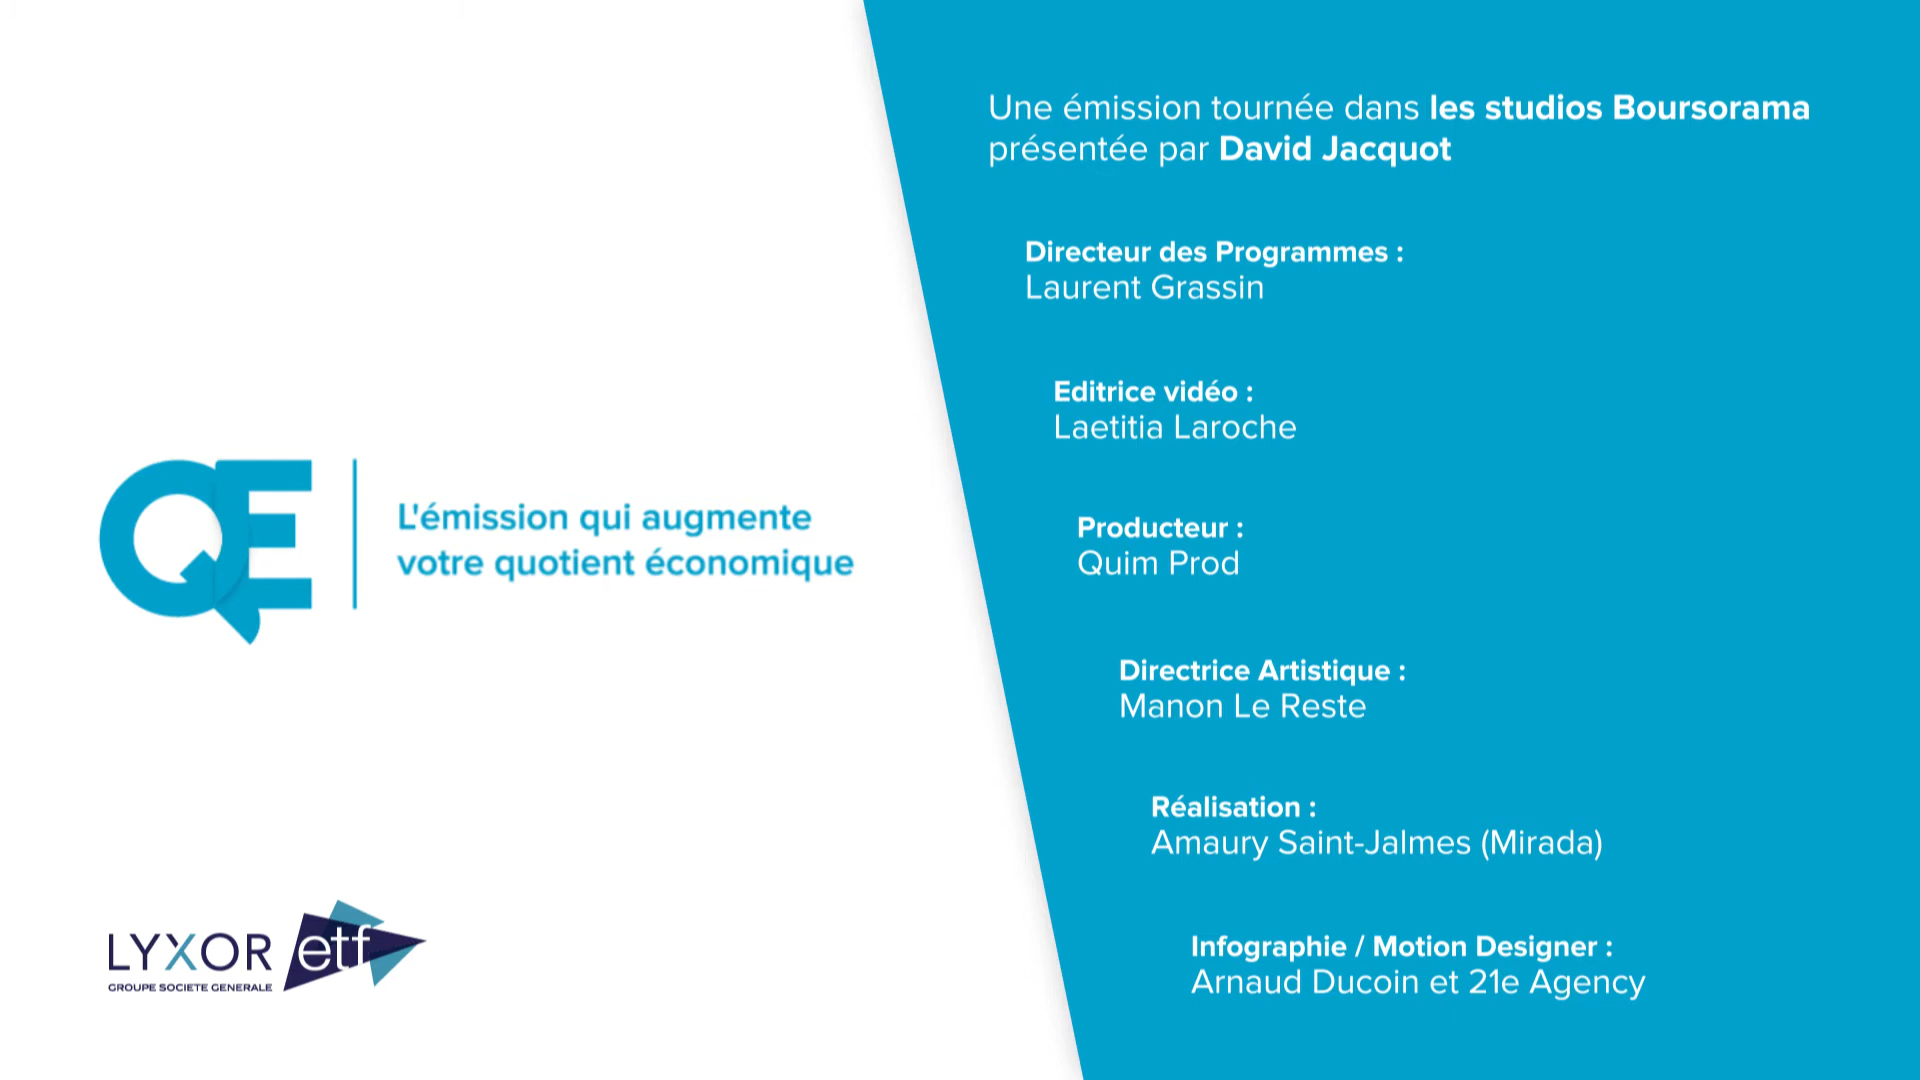 QE
L'émission qui augmente
votre quotient économique
LYXOR etf
GROUPE SOCIETE GENERALE
Une émission tournée dans les studios Boursorama
présentée par David Jacquot
Directeur des Programmes :
Laurent Grassin
Editrice vidéo :
Laetitia Laroche
Producteur :
Quim Prod
Directrice Artistique :
Manon Le Reste
Réalisation :
Amaury Saint-Jalmes (Mirada)
Infographie / Motion Designer :
Arnaud Ducoin et 21e Agency